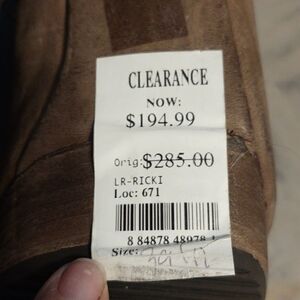 CLEARANCE
NOW:
$194.99
Orig:$285.00
LR-RICKI
Loc: 671
8 84878 48978
Size: